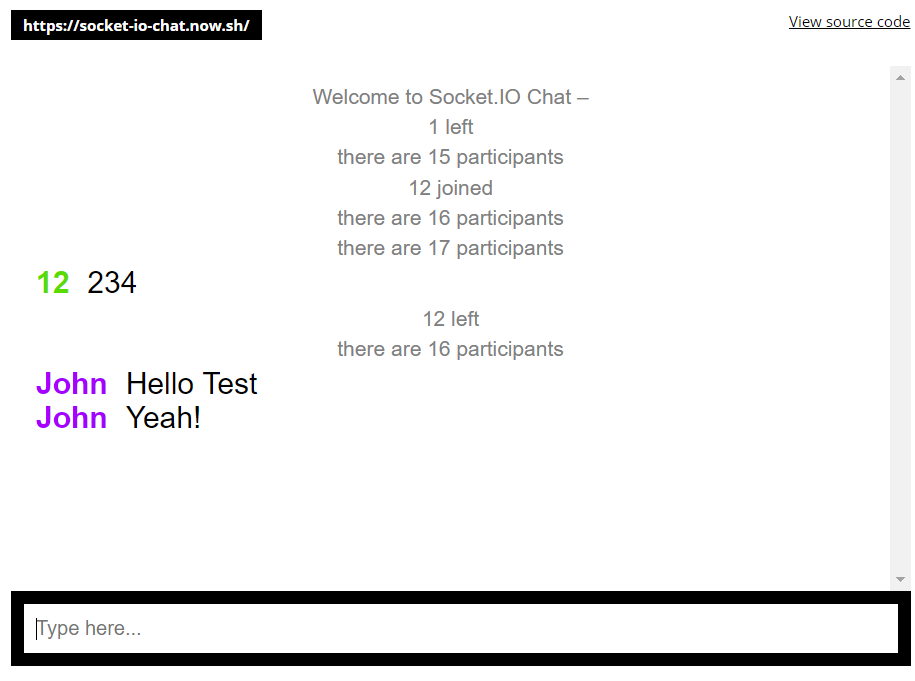 https://socket-io-chat.now.sh/ View source code
Welcome to Socket.IO Chat –
1 left
there are 15 participants
12 joined
there are 16 participants
there are 17 participants
12 234
12 left
there are 16 participants
John Hello Test
John Yeah!
Type here...